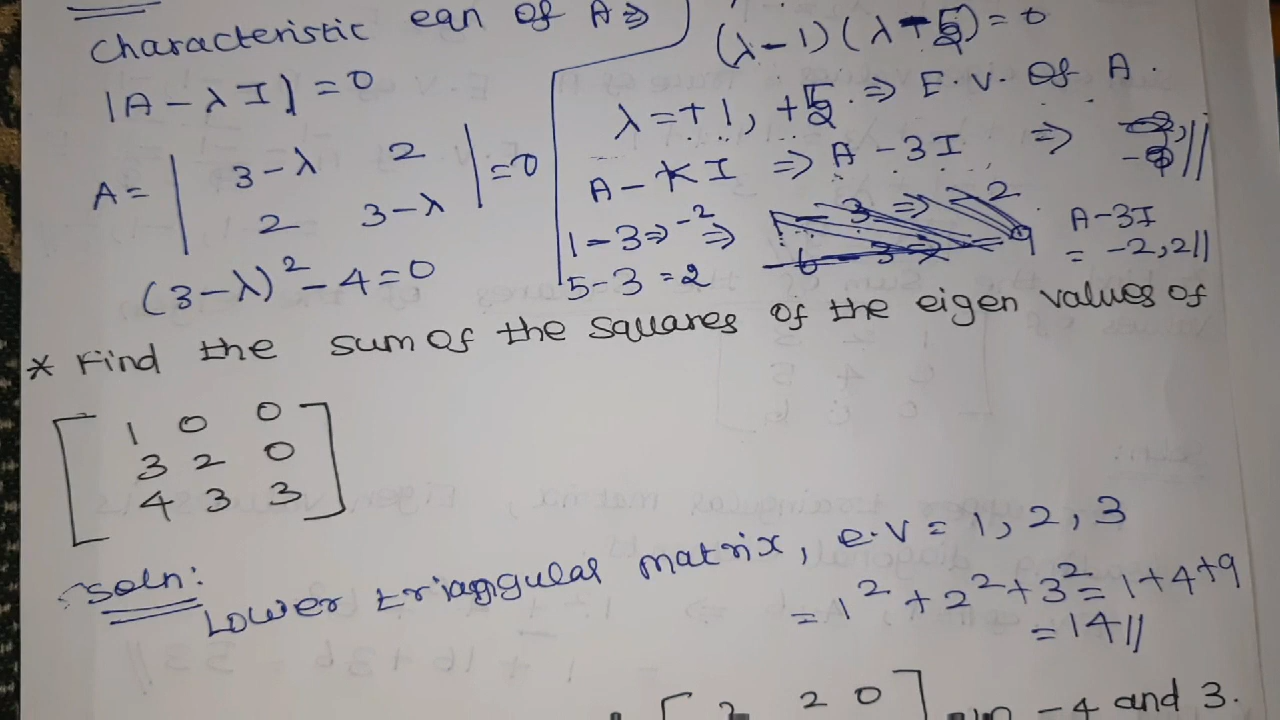 Characteristic eqn of A ⇒
|A - λI| = 0
A = | 3-λ 2 | = 0
| 2 3-λ |
(3-λ)² - 4 = 0
(λ-1)(λ-5) = 0
λ = +1, +5 ⇒ E.V. of A.
A - KI ⇒ A - 3I ⇒
1-3 ⇒ -2 ⇒
5-3 = 2
A-3I
= -2, 2//
* Find the sum of the squares of the eigen values of
[ 1 0 0 ]
[ 3 2 0 ]
[ 4 3 3 ]
Soln:
Lower triangular matrix, e.v = 1, 2, 3
= 1² + 2² + 3² = 1+4+9
= 14//
2 0 ] -4 and 3.